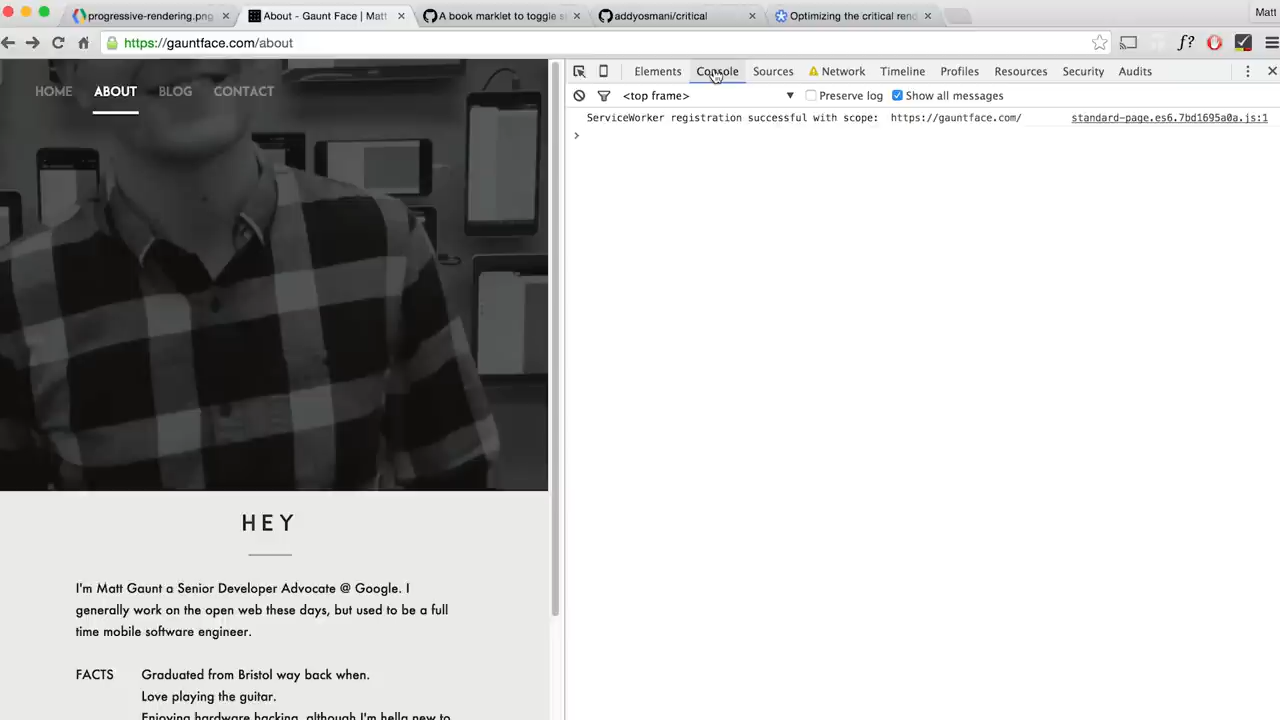 progressive-rendering.png
About - Gaunt Face | Matt
A book marklet to toggle s
addyosmani/critical
Optimizing the critical rend
Matt
https://gauntface.com/about
f?
HOME
ABOUT
BLOG
CONTACT
Elements
Console
Sources
Network
Timeline
Profiles
Resources
Security
Audits
<top frame>
Preserve log
Show all messages
ServiceWorker registration successful with scope: https://gauntface.com/
standard-page.es6.7bd1695a0a.js:1
HEY
I'm Matt Gaunt a Senior Developer Advocate @ Google. I
generally work on the open web these days, but used to be a full
time mobile software engineer.
FACTS
Graduated from Bristol way back when.
Love playing the guitar.
Enjoying hardware hacking, although I'm hella new to